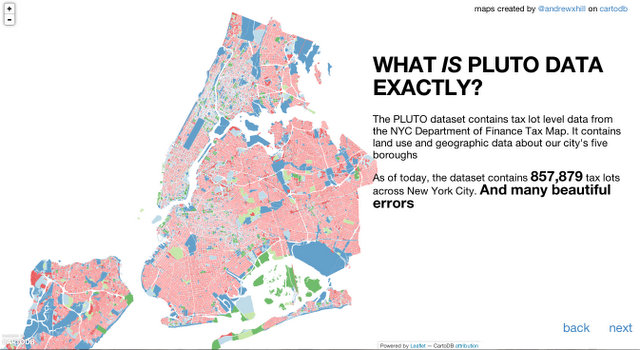 +
-
maps created by @andrewxhill on cartodb
WHAT IS PLUTO DATA
EXACTLY?
The PLUTO dataset contains tax lot level data from
the NYC Department of Finance Tax Map. It contains
land use and geographic data about our city's five
boroughs
As of today, the dataset contains 857,879 tax lots
across New York City. And many beautiful
errors
back next
CartoDB
Powered by Leaflet — CartoDB attribution